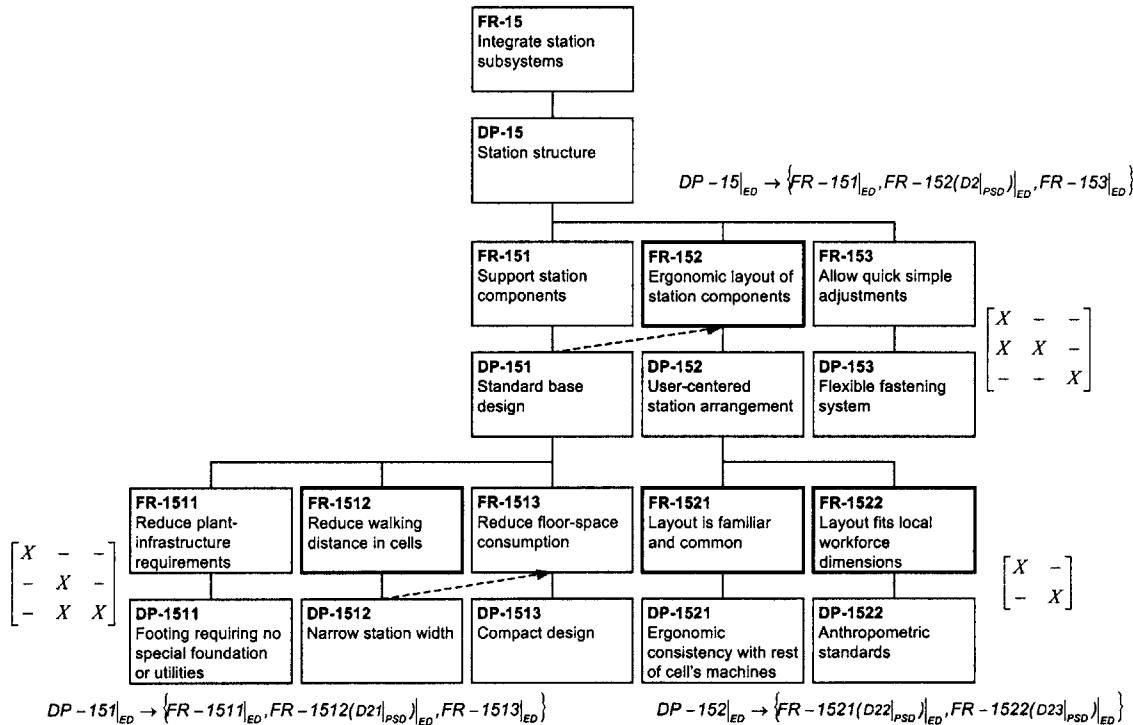 FR-15
Integrate station
subsystems
DP-15
Station structure
DP – 15|ED → {FR – 151|ED, FR – 152(D2|PSD)|ED, FR – 153|ED}
FR-151
Support station
components
FR-152
Ergonomic layout of
station components
FR-153
Allow quick simple
adjustments
X – –
X X –
– – X
DP-151
Standard base
design
DP-152
User-centered
station arrangement
DP-153
Flexible fastening
system
FR-1511
Reduce plant-
infrastructure
requirements
FR-1512
Reduce walking
distance in cells
FR-1513
Reduce floor-space
consumption
FR-1521
Layout is familiar
and common
FR-1522
Layout fits local
workforce
dimensions
X – –
– X –
– X X
X –
– X
DP-1511
Footing requiring no
special foundation
or utilities
DP-1512
Narrow station width
DP-1513
Compact design
DP-1521
Ergonomic
consistency with rest
of cell's machines
DP-1522
Anthropometric
standards
DP – 151|ED → {FR – 1511|ED, FR – 1512(D21|PSD)|ED, FR – 1513|ED}
DP – 152|ED → {FR – 1521(D22|PSD)|ED, FR – 1522(D23|PSD)|ED}